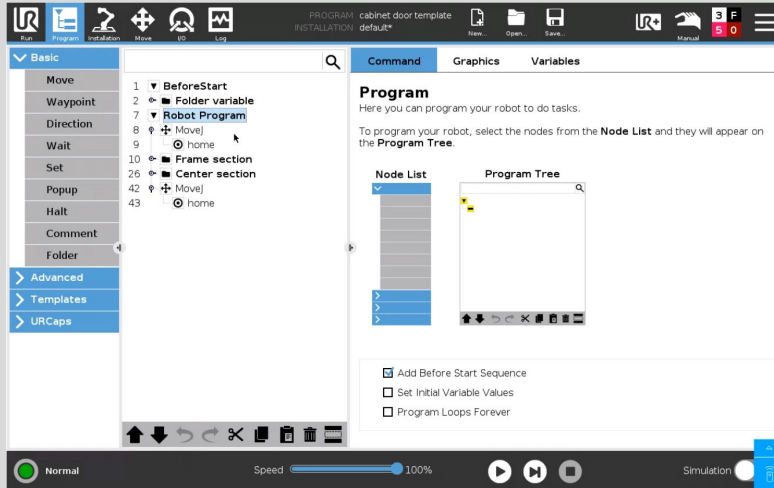 PROGRAM cabinet door template
INSTALLATION default*
UR
Run
Program
Installation
Move
I/O
Log
New...
Open...
Save...
UR+
Manual
3 F
5 0
Basic
Move
Waypoint
Direction
Wait
Set
Popup
Halt
Comment
Folder
Advanced
Templates
URCaps
1 BeforeStart
2 Folder variable
7 Robot Program
8 MoveJ
9 home
10 Frame section
26 Center section
42 MoveJ
43 home
Command Graphics Variables
Program
Here you can program your robot to do tasks.
To program your robot, select the nodes from the Node List and they will appear on
the Program Tree.
Node List Program Tree
Add Before Start Sequence
Set Initial Variable Values
Program Loops Forever
Normal
Speed 100%
Simulation